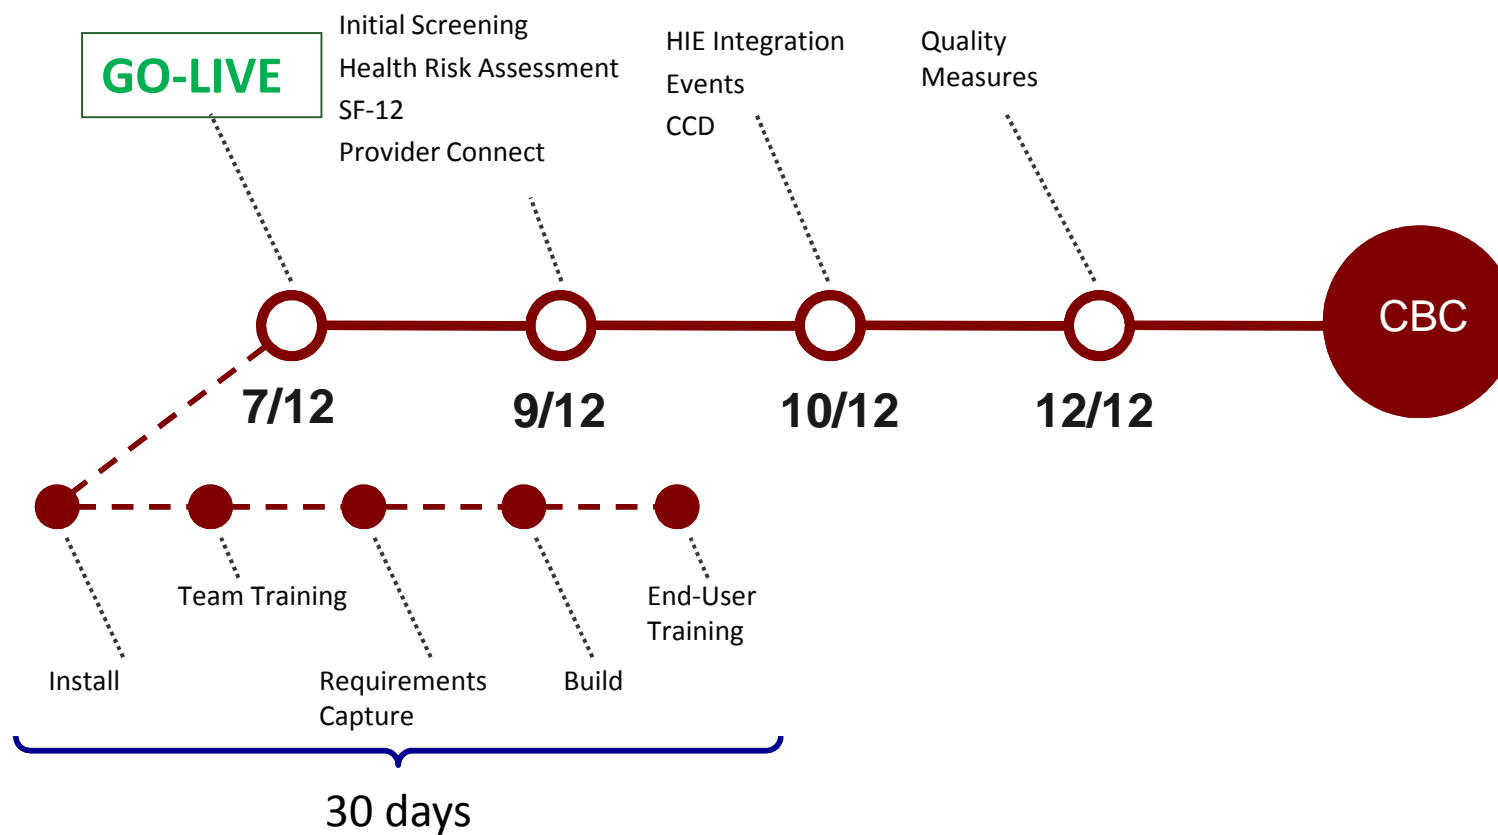 GO-LIVE
Initial Screening
Health Risk Assessment
SF-12
Provider Connect
HIE Integration
Events
CCD
Quality
Measures
CBC
7/12
9/12
10/12
12/12
Install
Team Training
Requirements
Capture
Build
End-User
Training
30 days